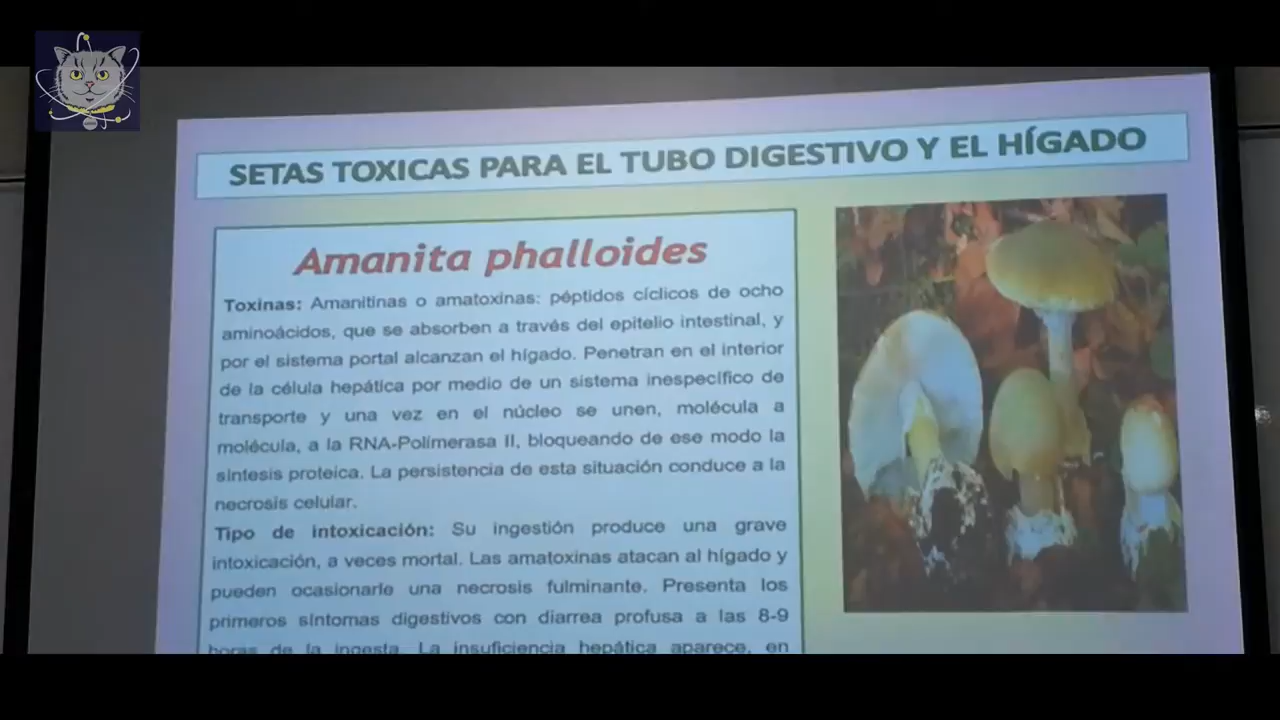 SETAS TOXICAS PARA EL TUBO DIGESTIVO Y EL HÍGADO
Amanita phalloides
Toxinas: Amanitinas o amatoxinas: péptidos cíclicos de ocho
aminoácidos, que se absorben a través del epitelio intestinal, y
por el sistema portal alcanzan el hígado. Penetran en el interior
de la célula hepática por medio de un sistema inespecífico de
transporte y una vez en el núcleo se unen, molécula a
molécula, a la RNA-Polimerasa II, bloqueando de ese modo la
síntesis proteica. La persistencia de esta situación conduce a la
necrosis celular.
Tipo de intoxicación: Su ingestión produce una grave
intoxicación, a veces mortal. Las amatoxinas atacan al hígado y
pueden ocasionarle una necrosis fulminante. Presenta los
primeros síntomas digestivos con diarrea profusa a las 8-9
horas de la ingesta. La insuficiencia hepática aparece, en